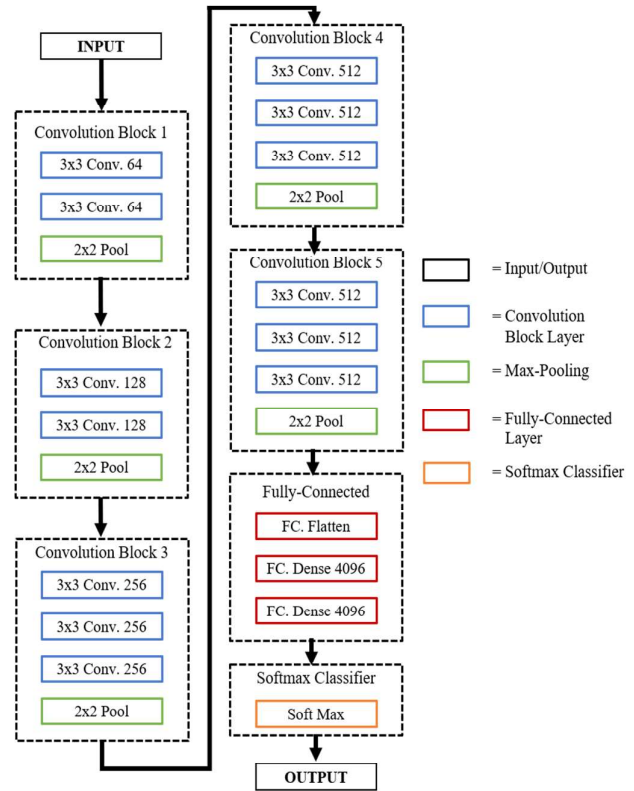 INPUT
Convolution Block 1
3x3 Conv. 64
3x3 Conv. 64
2x2 Pool
Convolution Block 2
3x3 Conv. 128
3x3 Conv. 128
2x2 Pool
Convolution Block 3
3x3 Conv. 256
3x3 Conv. 256
3x3 Conv. 256
2x2 Pool
Convolution Block 4
3x3 Conv. 512
3x3 Conv. 512
3x3 Conv. 512
2x2 Pool
Convolution Block 5
3x3 Conv. 512
3x3 Conv. 512
3x3 Conv. 512
2x2 Pool
Fully-Connected
FC. Flatten
FC. Dense 4096
FC. Dense 4096
Softmax Classifier
Soft Max
OUTPUT
= Input/Output
= Convolution
Block Layer
= Max-Pooling
= Fully-Connected
Layer
= Softmax Classifier